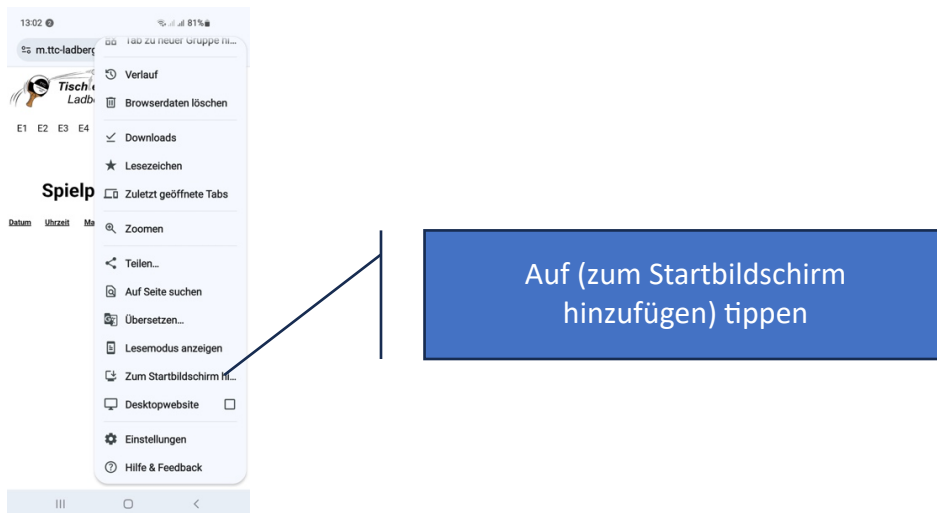 13:02
81%
m.ttc-ladberg
Tab zu neuer Gruppe hi...
Verlauf
Tisch
Ladb
Browserdaten löschen
E1 E2 E3 E4
Downloads
Lesezeichen
Spielp
Zuletzt geöffnete Tabs
Datum Uhrzeit Ma
Zoomen
Teilen...
Auf Seite suchen
Übersetzen...
Lesemodus anzeigen
Zum Startbildschirm hi...
Desktopwebsite
Einstellungen
Hilfe & Feedback
Auf (zum Startbildschirm
hinzufügen) tippen